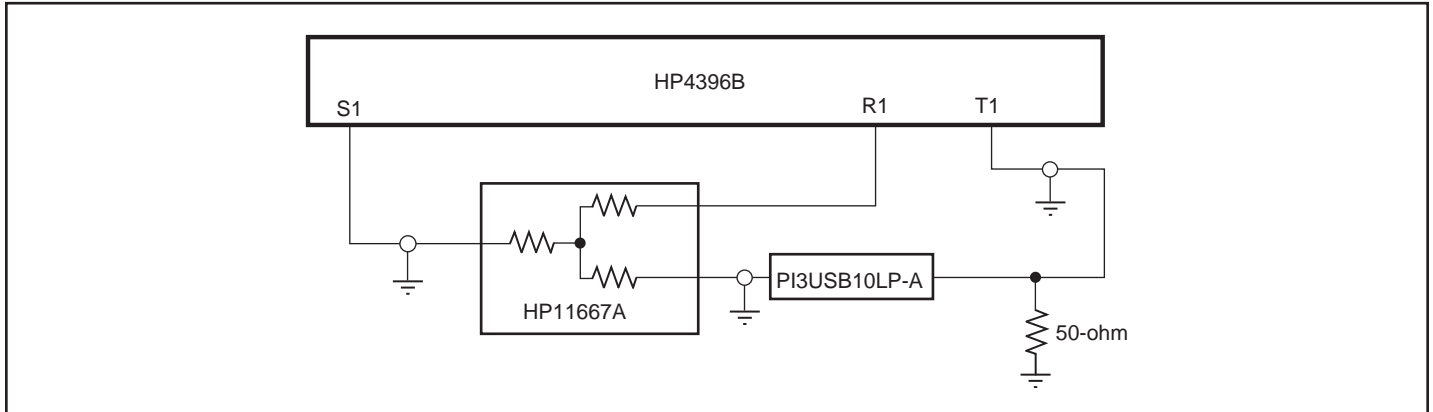 HP4396B
S1
R1
T1
HP11667A
PI3USB10LP-A
50-ohm